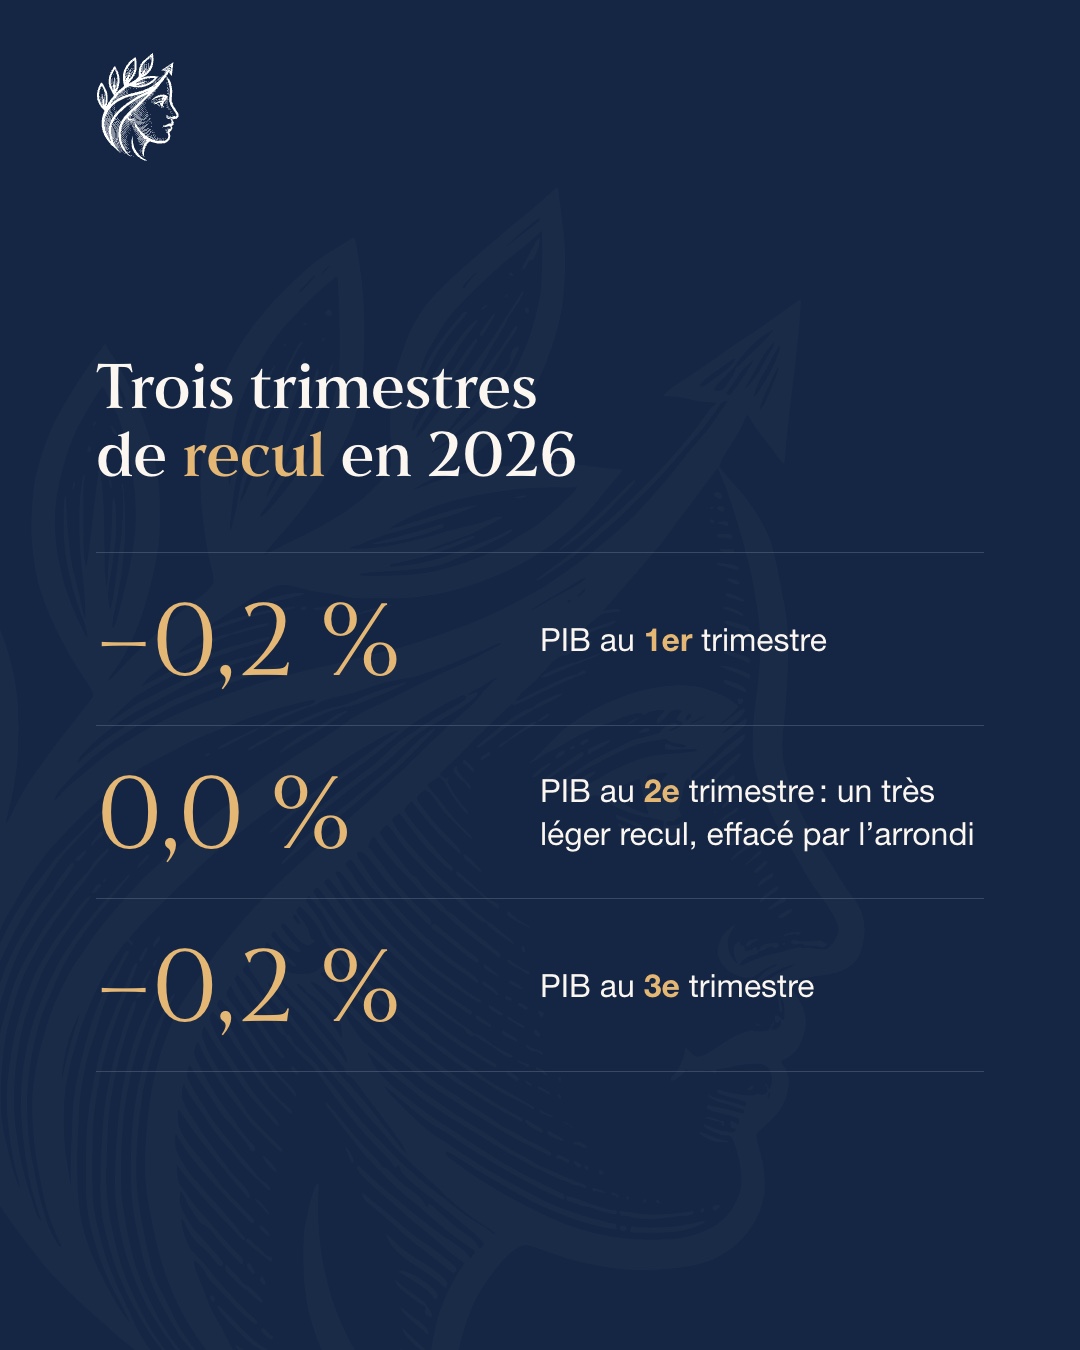 Trois trimestres
de recul en 2026
−0,2 %
PIB au 1er trimestre
0,0 %
PIB au 2e trimestre : un très
léger recul, effacé par l’arrondi
−0,2 %
PIB au 3e trimestre